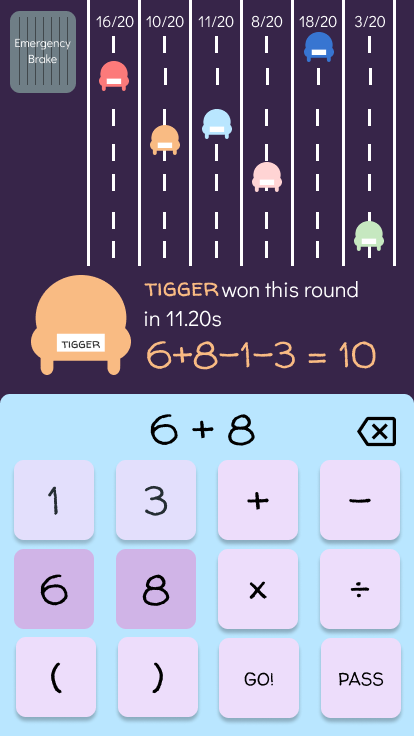 Emergency
Brake
16/20 10/20 11/20 8/20 18/20 3/20
TIGGER won this round
in 11.20s
TIGGER
6+8-1-3 = 10
6 + 8
1 3 + -
6 8 x ÷
( ) GO! PASS